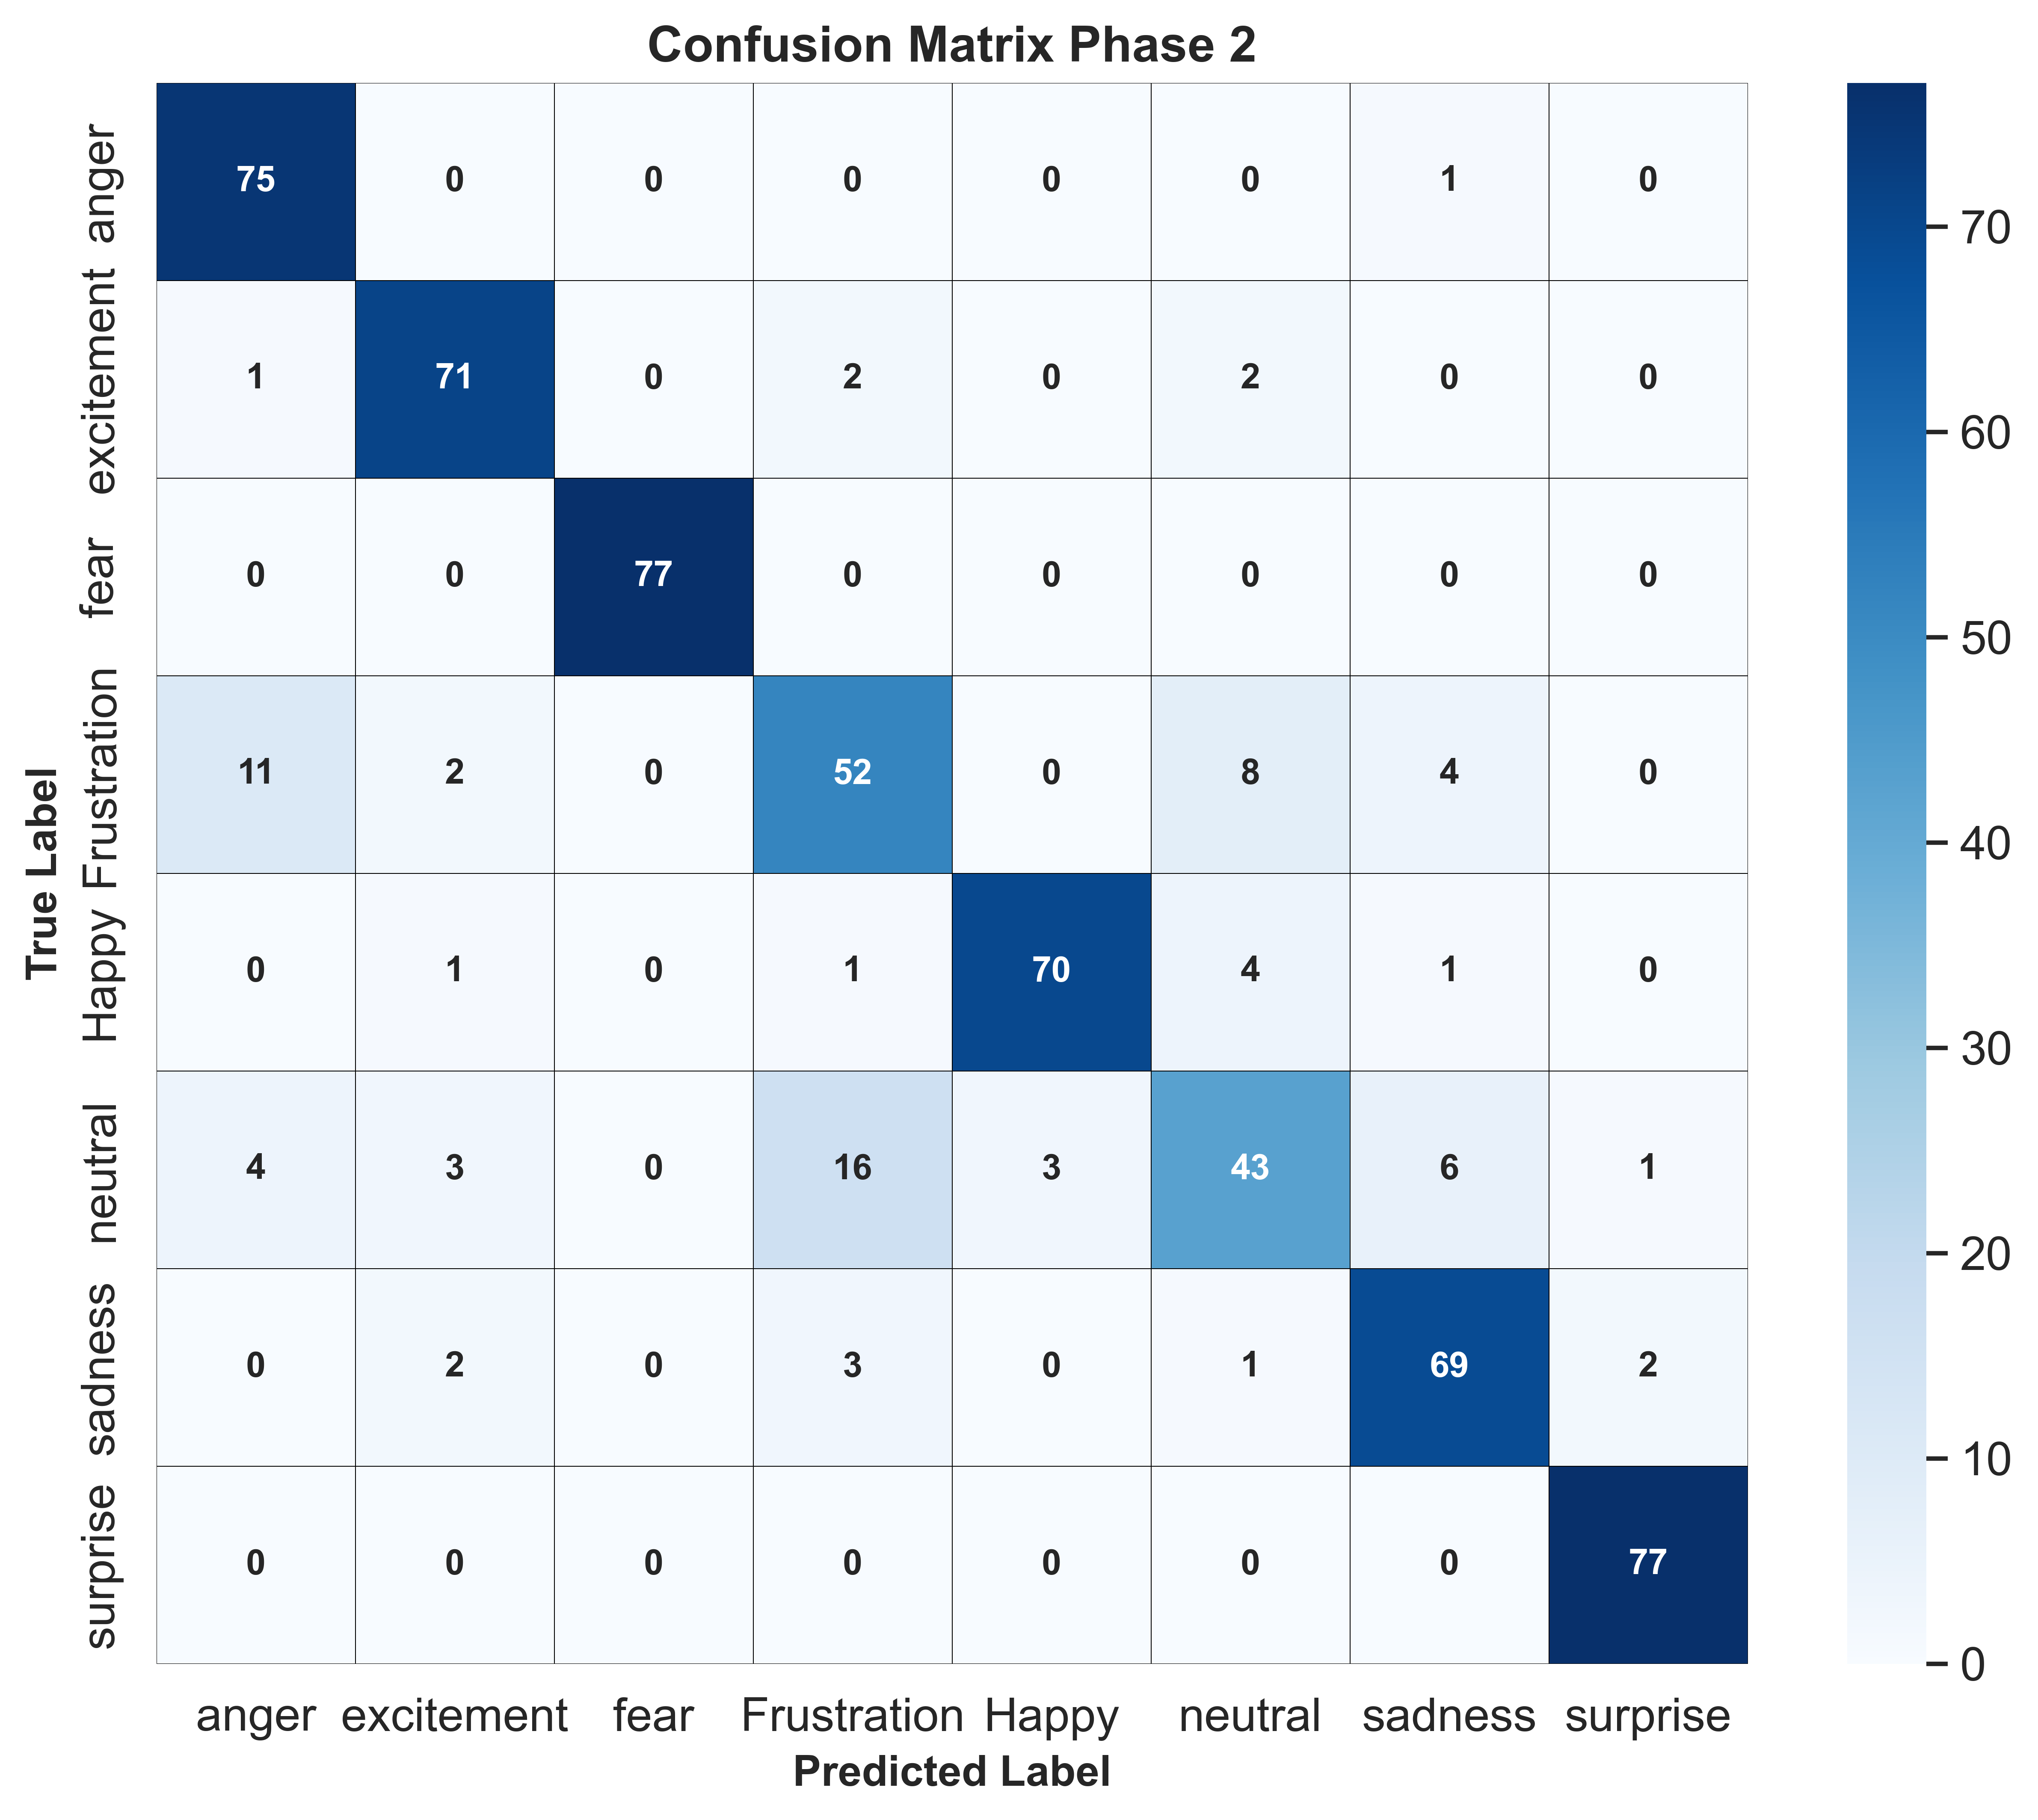 Confusion Matrix Phase 2
True Label
anger 75 0 0 0 0 0 1 0
excitement 1 71 0 2 0 2 0 0
fear 0 0 77 0 0 0 0 0
Frustration 11 2 0 52 0 8 4 0
Happy 0 1 0 1 70 4 1 0
neutral 4 3 0 16 3 43 6 1
sadness 0 2 0 3 0 1 69 2
surprise 0 0 0 0 0 0 0 77
anger excitement fear Frustration Happy neutral sadness surprise
Predicted Label
70
60
50
40
30
20
10
0